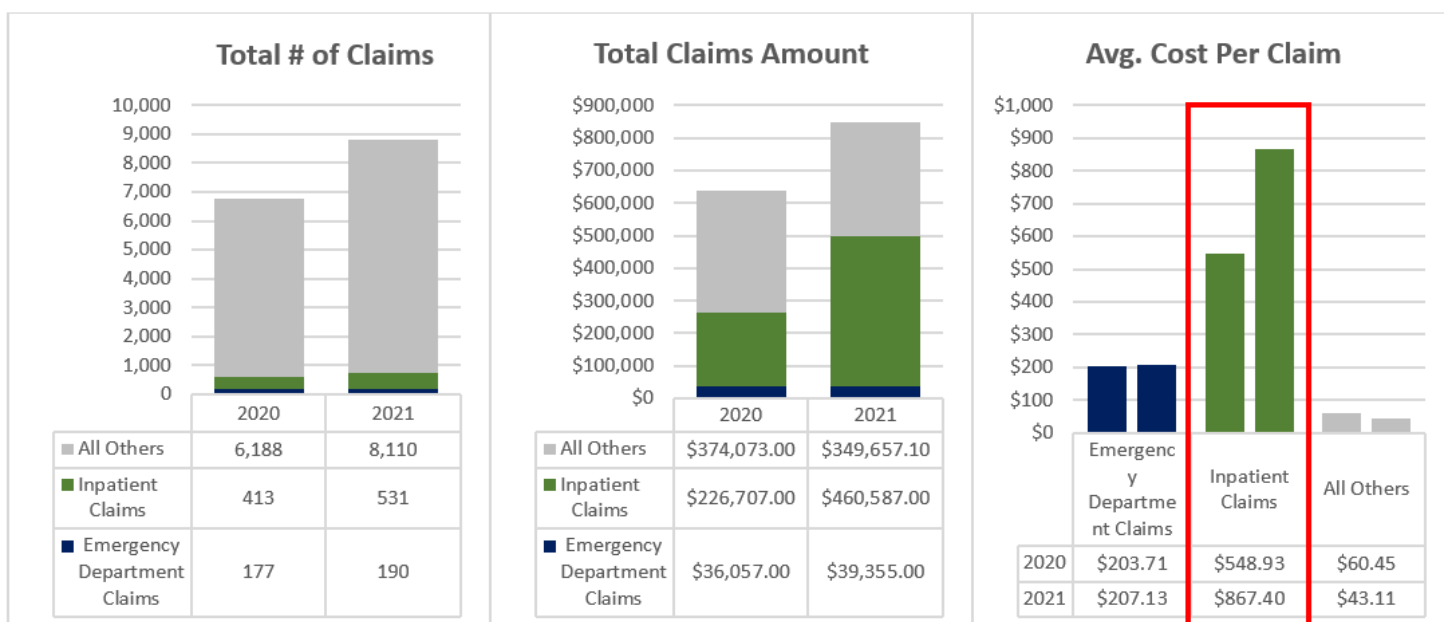 Total # of Claims
10,000
9,000
8,000
7,000
6,000
5,000
4,000
3,000
2,000
1,000
0
2020 2021
All Others 6,188 8,110
Inpatient
Claims
413 531
Emergency
Department
Claims
177 190
Total Claims Amount
$900,000
$800,000
$700,000
$600,000
$500,000
$400,000
$300,000
$200,000
$100,000
$0
2020 2021
All Others $374,073.00 $349,657.10
Inpatient
Claims
$226,707.00 $460,587.00
Emergency
Department
Claims
$36,057.00 $39,355.00
Avg. Cost Per Claim
$1,000
$900
$800
$700
$600
$500
$400
$300
$200
$100
$0
Emergenc
y
Departme
nt Claims
Inpatient
Claims
All Others
2020 $203.71 $548.93 $60.45
2021 $207.13 $867.40 $43.11